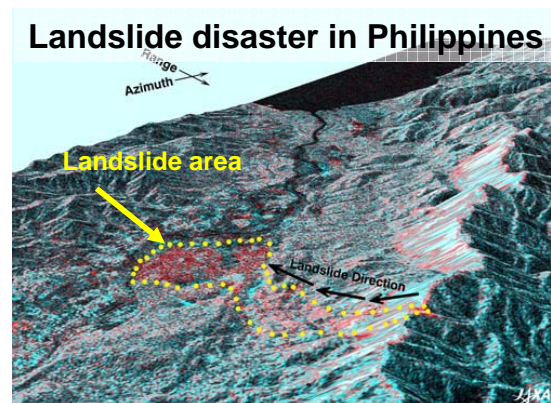 Landslide disaster in Philippines
Range
Azimuth
Landslide area
Landslide Direction
JAXA